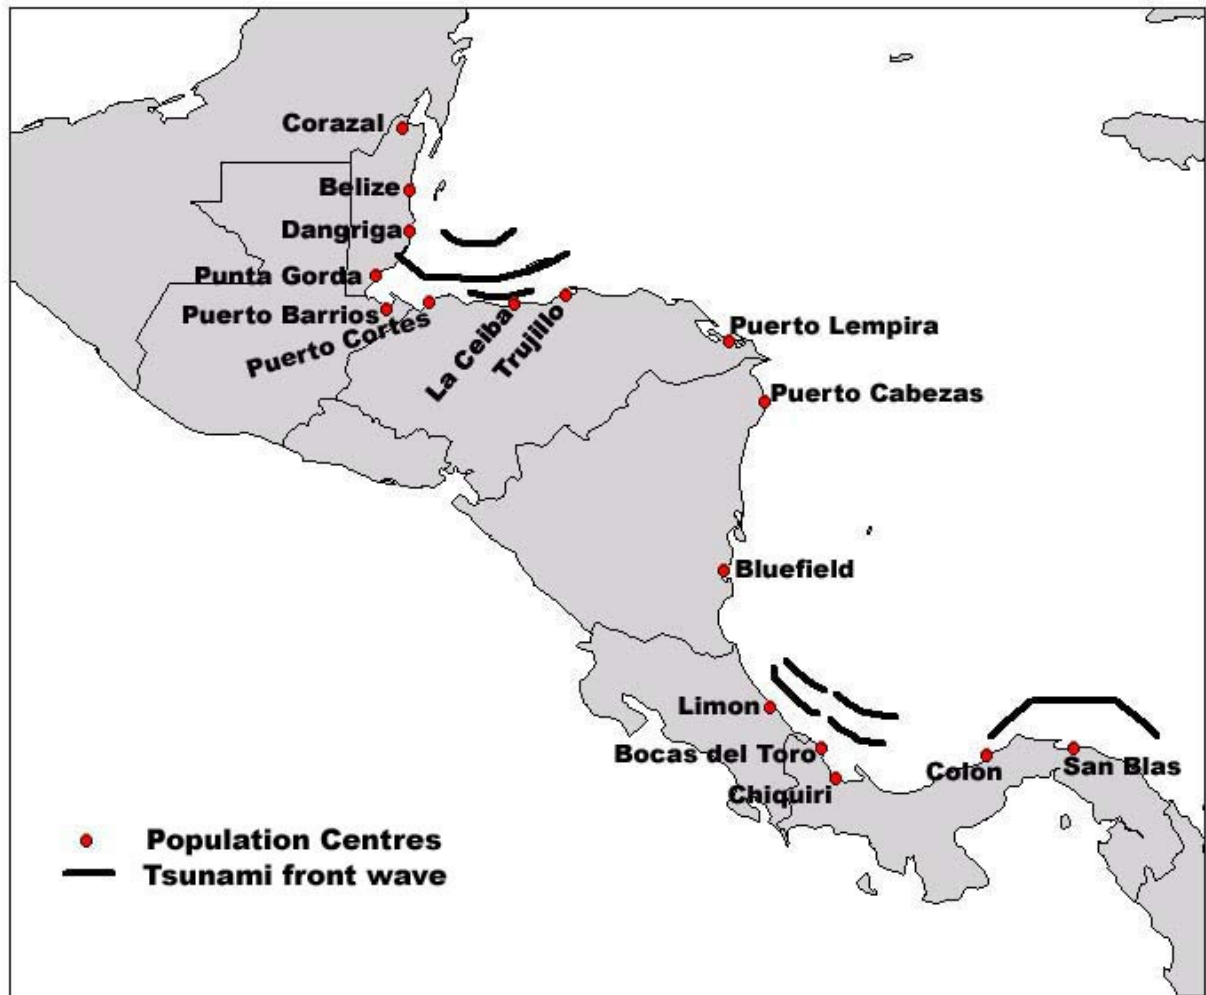 Corazal
Belize
Dangriga
Punta Gorda
Puerto Barrios
Puerto Cortes
La Ceiba
Trujillo
Puerto Lempira
Puerto Cabezas
Bluefield
Limon
Bocas del Toro
Chiquiri
Colon
San Blas
Population Centres
Tsunami front wave